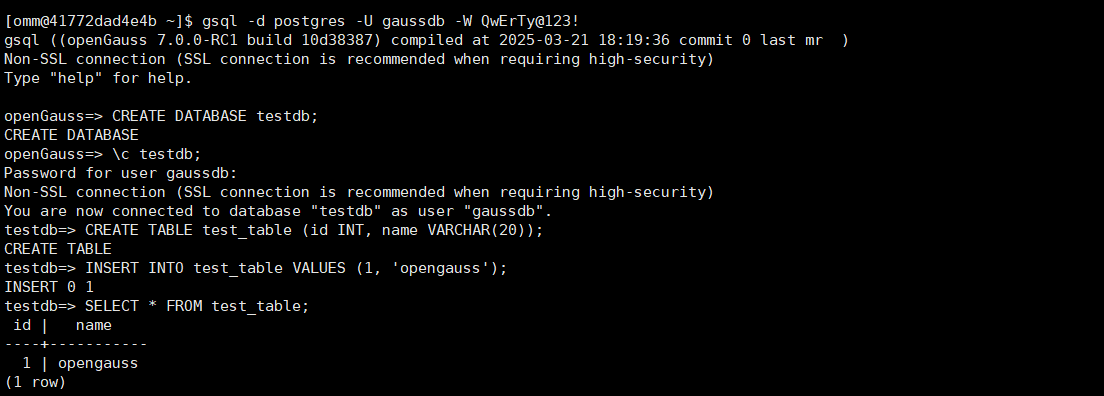 [omm@41772dad4e4b ~]$ gsql -d postgres -U gaussdb -W QwErTy@123!
gsql ((openGauss 7.0.0-RC1 build 10d38387) compiled at 2025-03-21 18:19:36 commit 0 last mr  )
Non-SSL connection (SSL connection is recommended when requiring high-security)
Type "help" for help.

openGauss=> CREATE DATABASE testdb;
CREATE DATABASE
openGauss=> \c testdb;
Password for user gaussdb:
Non-SSL connection (SSL connection is recommended when requiring high-security)
You are now connected to database "testdb" as user "gaussdb".
testdb=> CREATE TABLE test_table (id INT, name VARCHAR(20));
CREATE TABLE
testdb=> INSERT INTO test_table VALUES (1, 'opengauss');
INSERT 0 1
testdb=> SELECT * FROM test_table;
 id |   name
----+-----------
  1 | opengauss
(1 row)